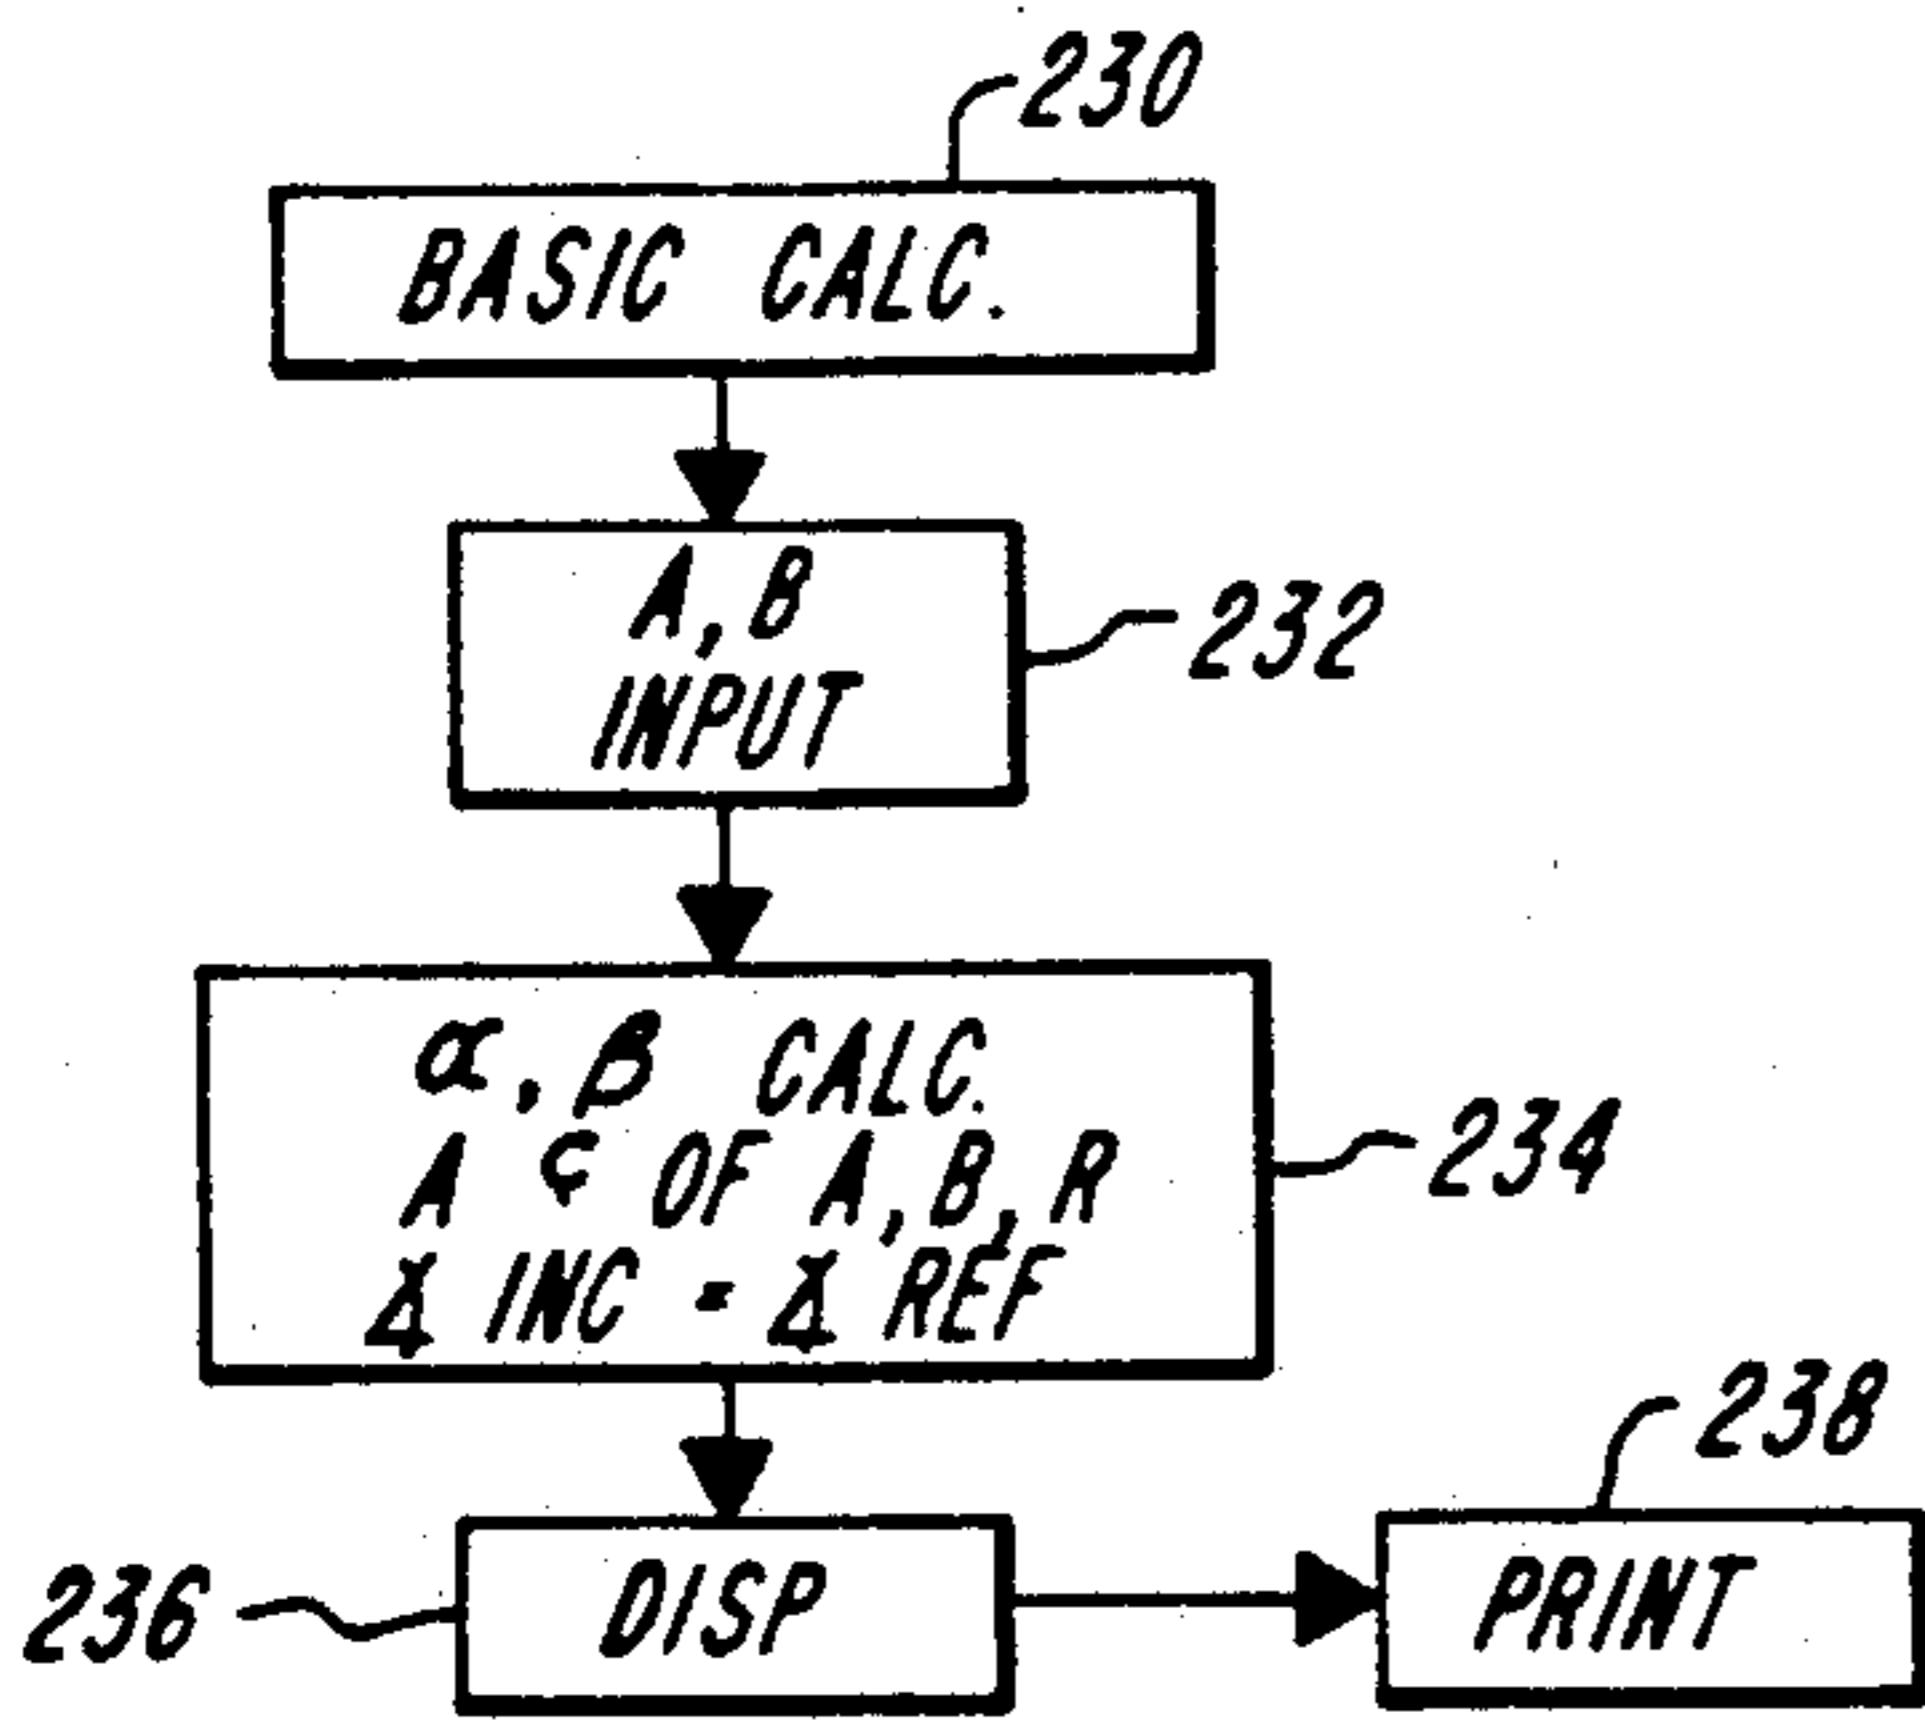 230
BASIC CALC.
A, B
INPUT
232
α, β CALC.
A ¢ OF A, B, R
∡ INC = ∡ REF
234
238
236
DISP
PRINT